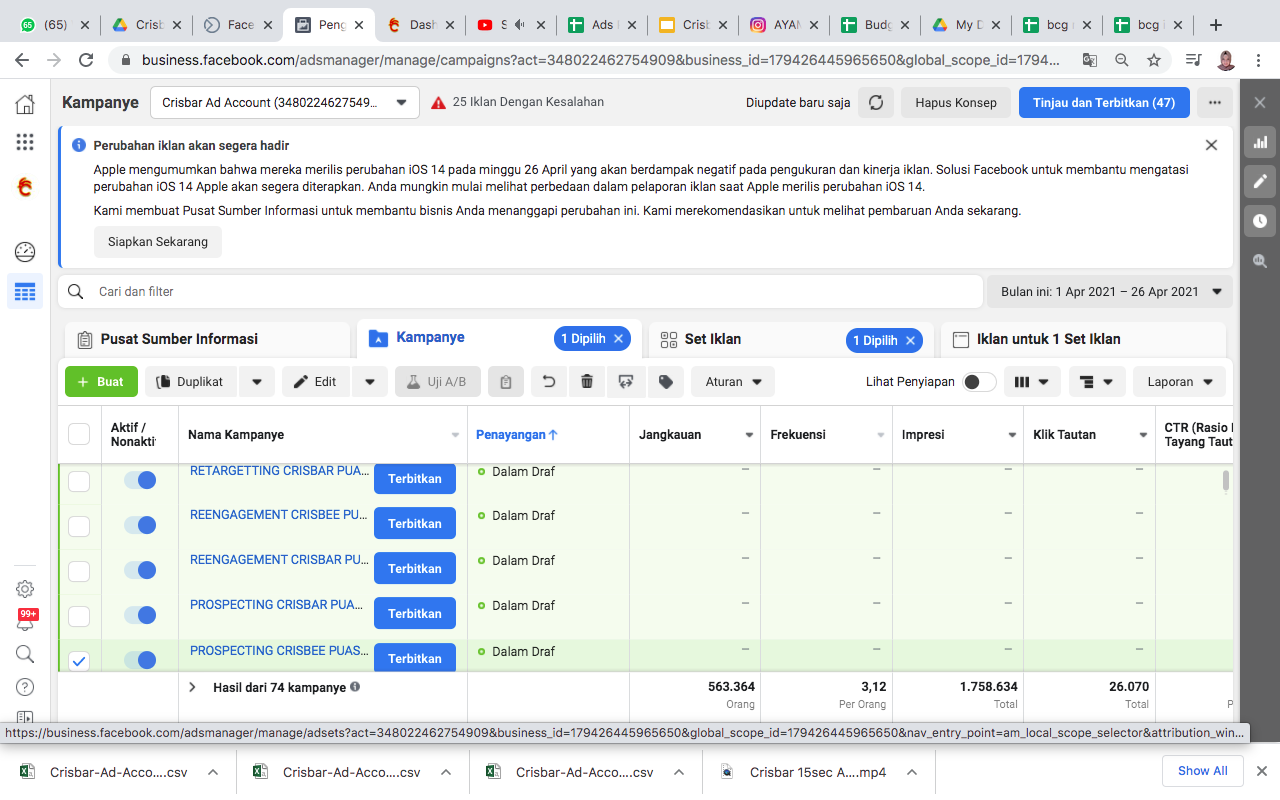 65
(65)
Crisb
Face
Peng
Dash
S
Ads
Crisb
AYAN
Budg
My D
bcg
bcg i
business.facebook.com/adsmanager/manage/campaigns?act=348022462754909&business_id=179426445965650&global_scope_id=1794...
Kampanye
Crisbar Ad Account (3480224627549...
25 Iklan Dengan Kesalahan
Diupdate baru saja
Hapus Konsep
Tinjau dan Terbitkan (47)
Perubahan iklan akan segera hadir
Apple mengumumkan bahwa mereka merilis perubahan iOS 14 pada minggu 26 April yang akan berdampak negatif pada pengukuran dan kinerja iklan. Solusi Facebook untuk membantu mengatasi
perubahan iOS 14 Apple akan segera diterapkan. Anda mungkin mulai melihat perbedaan dalam pelaporan iklan saat Apple merilis perubahan iOS 14.
Kami membuat Pusat Sumber Informasi untuk membantu bisnis Anda menanggapi perubahan ini. Kami merekomendasikan untuk melihat pembaruan Anda sekarang.
Siapkan Sekarang
Cari dan filter
Bulan ini: 1 Apr 2021 – 26 Apr 2021
Pusat Sumber Informasi
Kampanye
1 Dipilih
Set Iklan
1 Dipilih
Iklan untuk 1 Set Iklan
+ Buat
Duplikat
Edit
Uji A/B
Aturan
Lihat Penyiapan
Laporan
Aktif /
Nonakti
Nama Kampanye
Penayangan
Jangkauan
Frekuensi
Impresi
Klik Tautan
CTR (Rasio
Tayang Taut
RETARGETTING CRISBAR PUA...
Terbitkan
Dalam Draf
– – – –
REENGAGEMENT CRISBEE PU...
Terbitkan
Dalam Draf
– – – –
REENGAGEMENT CRISBAR PU...
Terbitkan
Dalam Draf
– – – –
PROSPECTING CRISBAR PUA...
Terbitkan
Dalam Draf
– – – –
PROSPECTING CRISBEE PUAS...
Terbitkan
Dalam Draf
– – – –
Hasil dari 74 kampanye
563.364
Orang
3,12
Per Orang
1.758.634
Total
26.070
Total
P
99+
https://business.facebook.com/adsmanager/manage/adsets?act=348022462754909&business_id=179426445965650&global_scope_id=179426445965650&nav_entry_point=am_local_scope_selector&attribution_win...
Crisbar-Ad-Acco....csv
Crisbar-Ad-Acco....csv
Crisbar-Ad-Acco....csv
Crisbar 15sec A....mp4
Show All